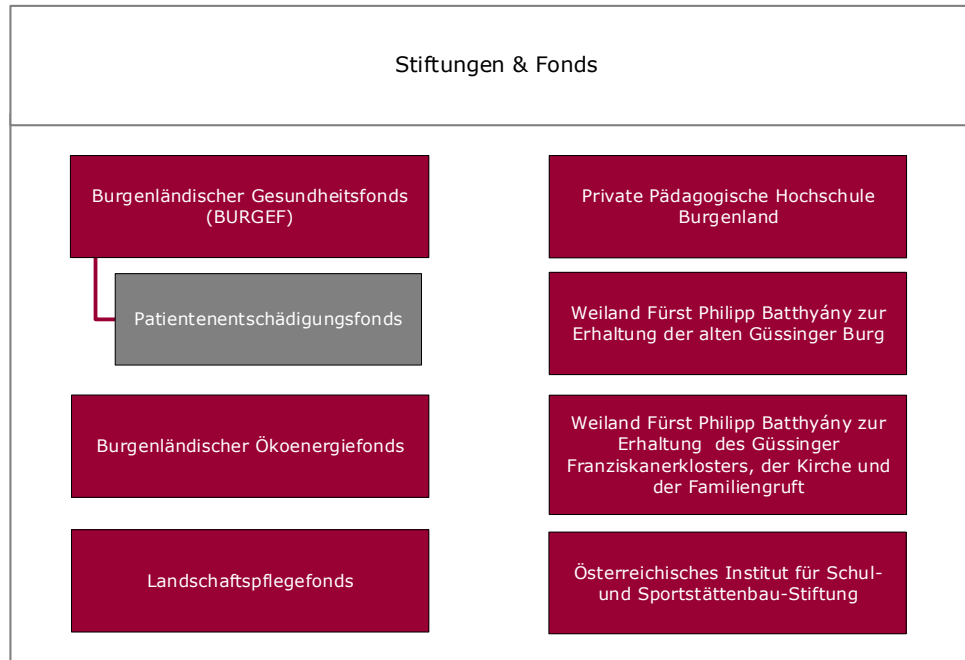 Stiftungen & Fonds
Burgenländischer Gesundheitsfonds
(BURGEF)
Patientenentschädigungsfonds
Burgenländischer Ökoenergiefonds
Landschaftspflegefonds
Private Pädagogische Hochschule
Burgenland
Weiland Fürst Philipp Batthyány zur
Erhaltung der alten Güssinger Burg
Weiland Fürst Philipp Batthyány zur
Erhaltung des Güssinger
Franziskanerklosters, der Kirche und
der Familiengruft
Österreichisches Institut für Schul-
und Sportstättenbau-Stiftung